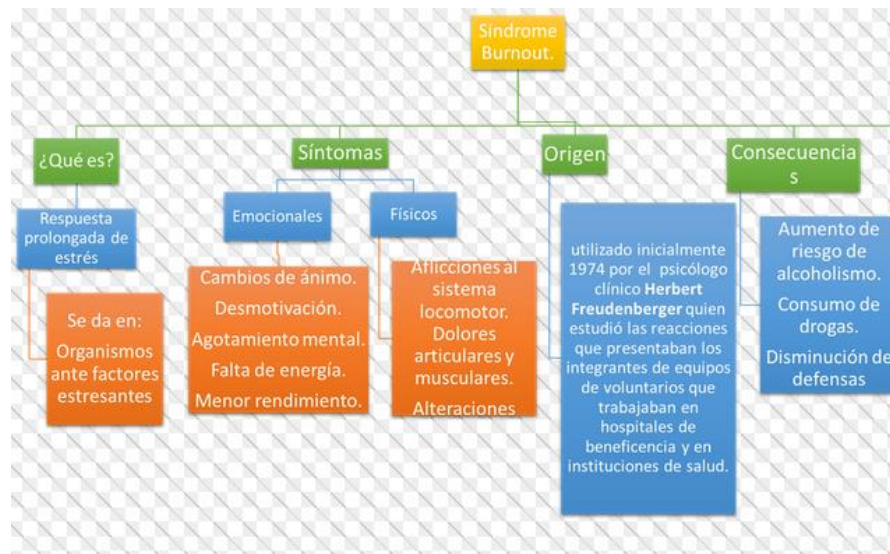 Síndrome
Burnout.
¿Qué es?
Respuesta
prolongada de
estrés
Se da en:
Organismos
ante factores
estresantes
Síntomas
Emocionales
Cambios de ánimo.
Desmotivación.
Agotamiento mental.
Falta de energía.
Menor rendimiento.
Físicos
Aflicciones al
sistema
locomotor.
Dolores
articulares y
musculares.
Alteraciones
Origen
utilizado inicialmente
1974 por el psicólogo
clínico Herbert
Freudenberger quien
estudió las reacciones
que presentaban los
integrantes de equipos
de voluntarios que
trabajaban en
hospitales de
beneficencia y en
instituciones de salud.
Consecuencia
s
Aumento de
riesgo de
alcoholismo.
Consumo de
drogas.
Disminución de
defensas